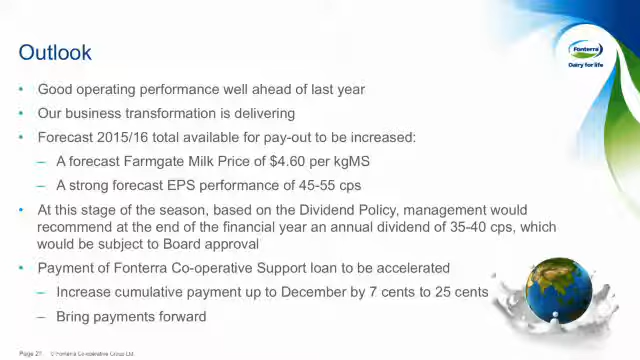 Outlook
Fonterra
Dairy for life
• Good operating performance well ahead of last year
• Our business transformation is delivering
• Forecast 2015/16 total available for pay-out to be increased:
– A forecast Farmgate Milk Price of $4.60 per kgMS
– A strong forecast EPS performance of 45-55 cps
• At this stage of the season, based on the Dividend Policy, management would
recommend at the end of the financial year an annual dividend of 35-40 cps, which
would be subject to Board approval
• Payment of Fonterra Co-operative Support loan to be accelerated
– Increase cumulative payment up to December by 7 cents to 25 cents
– Bring payments forward
Page 21 © Fonterra Co-operative Group Ltd.